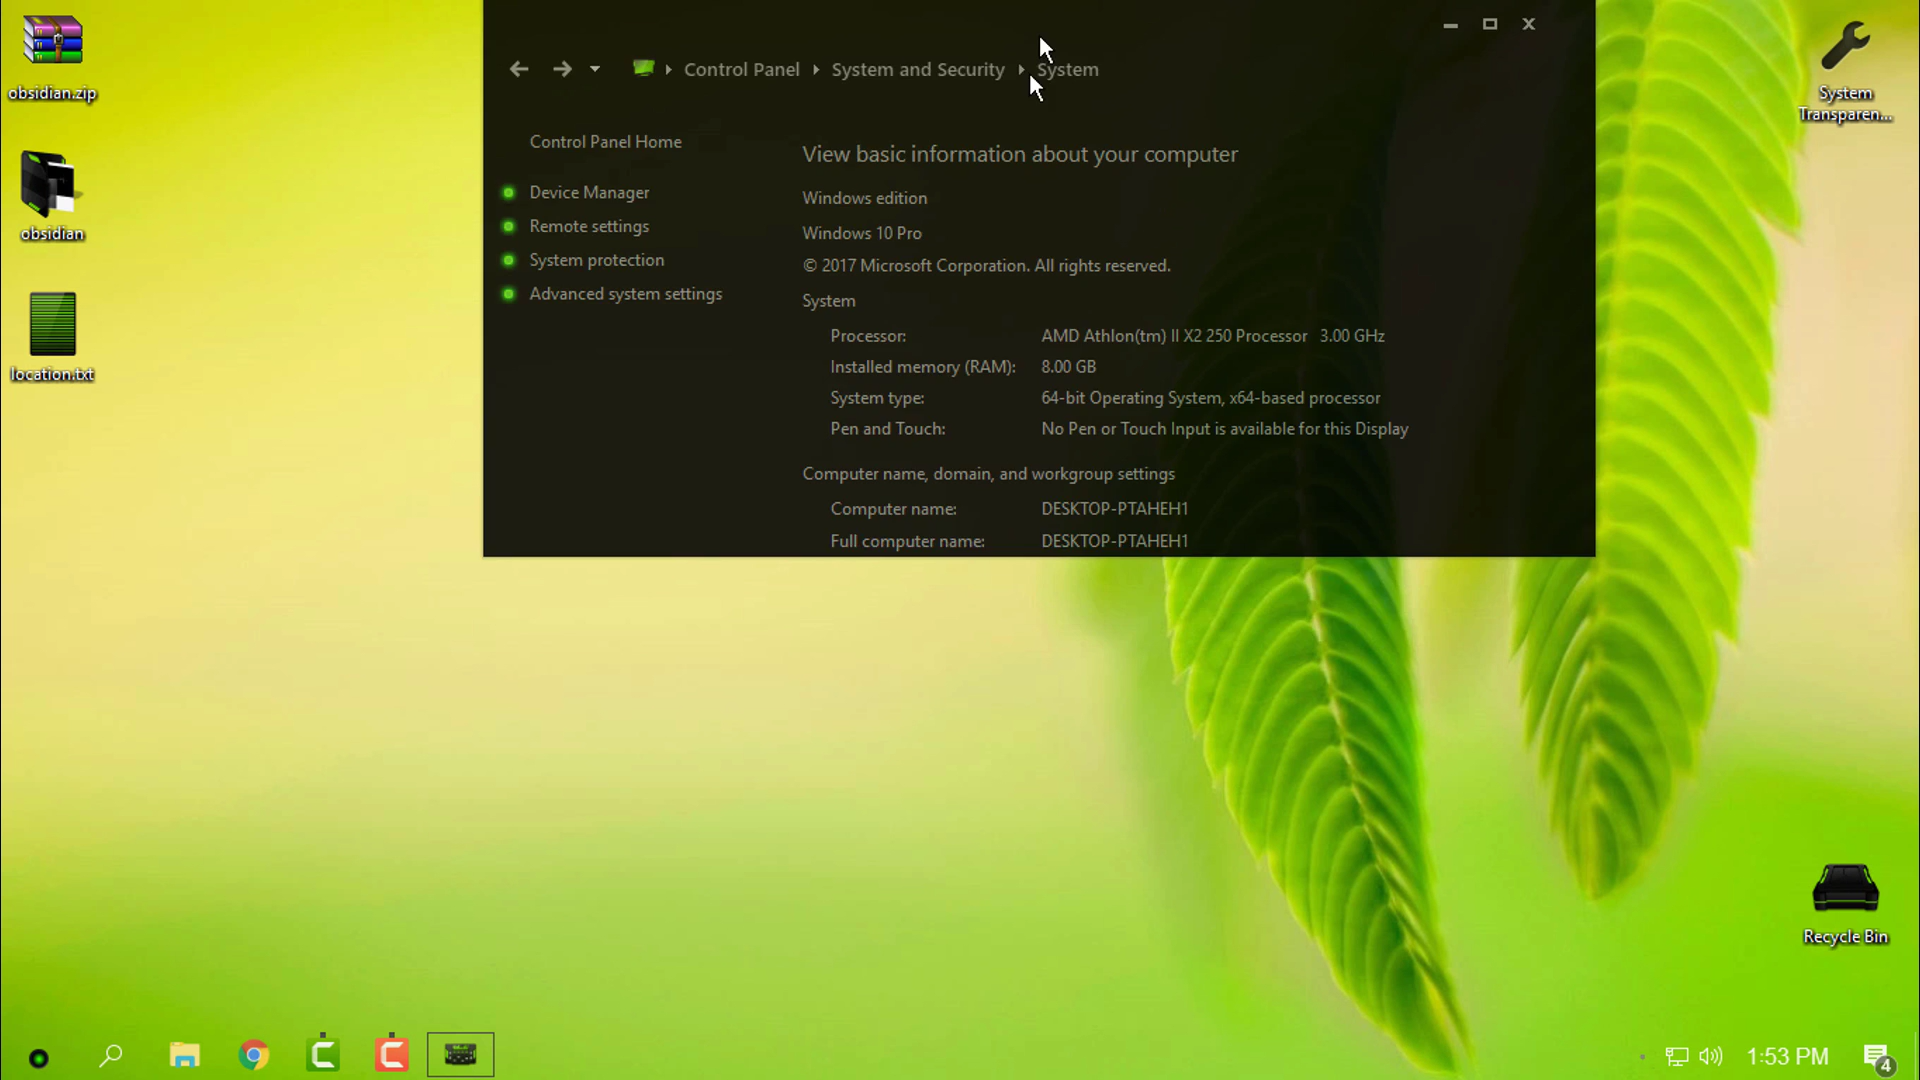 obsidian.zip
obsidian
location.txt
Control Panel
System and Security
System
Control Panel Home
Device Manager
Remote settings
System protection
Advanced system settings
View basic information about your computer
Windows edition
Windows 10 Pro
© 2017 Microsoft Corporation. All rights reserved.
System
Processor: AMD Athlon(tm) II X2 250 Processor 3.00 GHz
Installed memory (RAM): 8.00 GB
System type: 64-bit Operating System, x64-based processor
Pen and Touch: No Pen or Touch Input is available for this Display
Computer name, domain, and workgroup settings
Computer name: DESKTOP-PTAHEH1
Full computer name: DESKTOP-PTAHEH1
System
Transparen...
Recycle Bin
1:53 PM
4